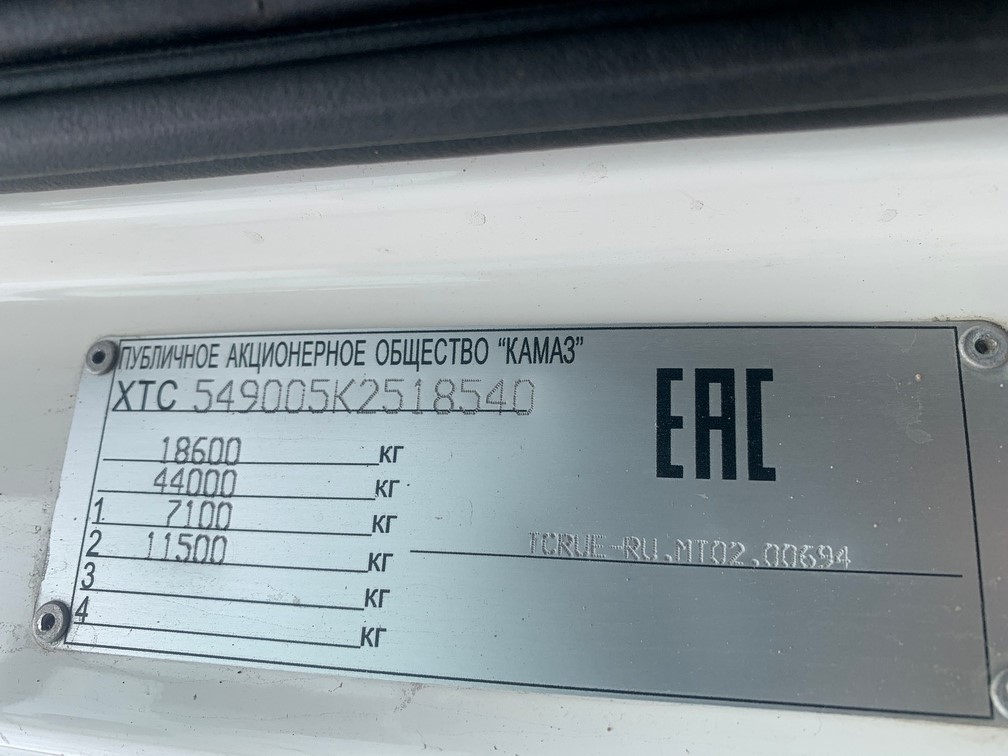 ПУБЛИЧНОЕ АКЦИОНЕРНОЕ ОБЩЕСТВО "КАМАЗ"
XTC 549005K2518540
18600 кг
44000 кг
1 7100 кг
2 11500 кг
3 кг
4 кг
EAC
TCRUE-RU.MT02.00694